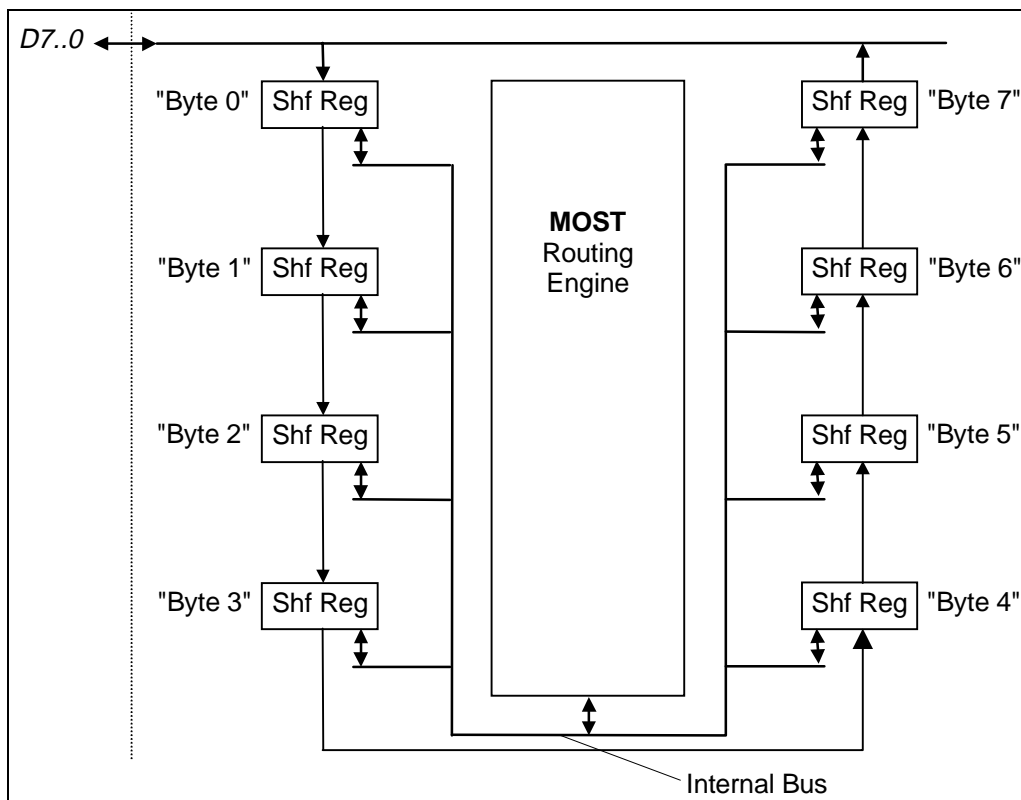 D7..0
"Byte 0" Shf Reg
Shf Reg "Byte 7"
MOST
Routing
Engine
"Byte 1" Shf Reg
Shf Reg "Byte 6"
"Byte 2" Shf Reg
Shf Reg "Byte 5"
"Byte 3" Shf Reg
Shf Reg "Byte 4"
Internal Bus